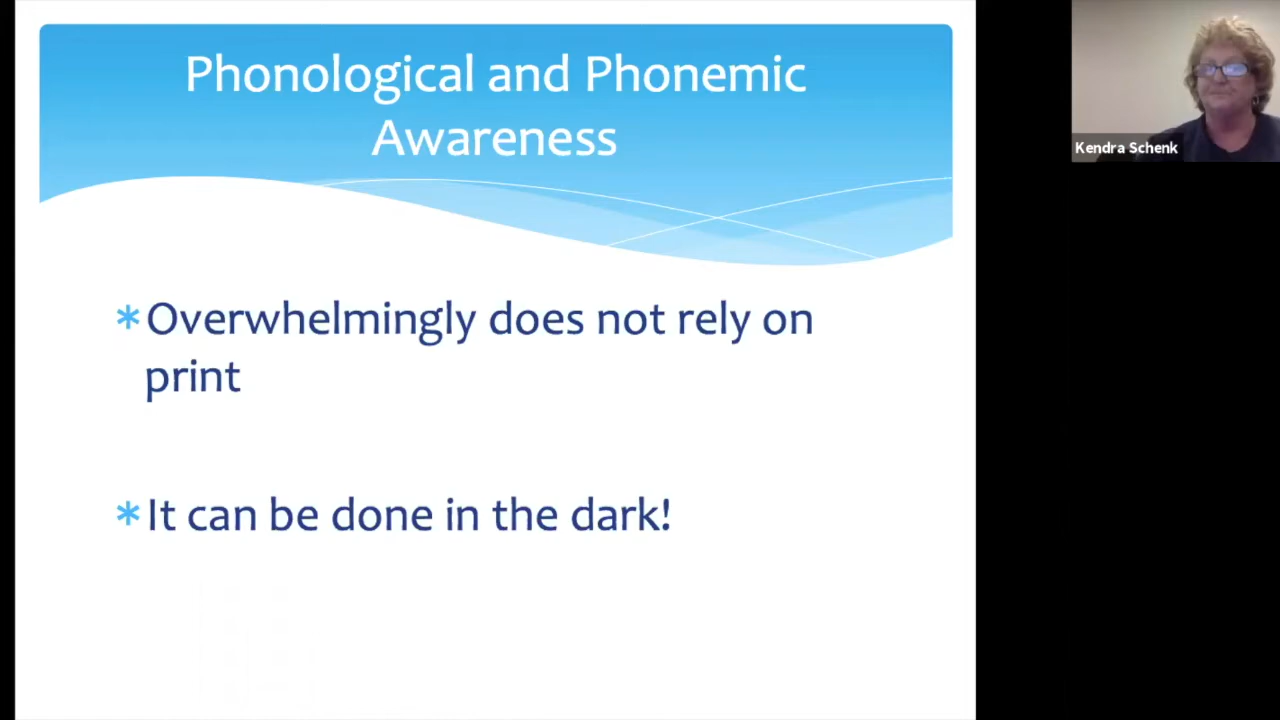 Phonological and Phonemic
Awareness
*Overwhelmingly does not rely on
print
*It can be done in the dark!
Kendra Schenk